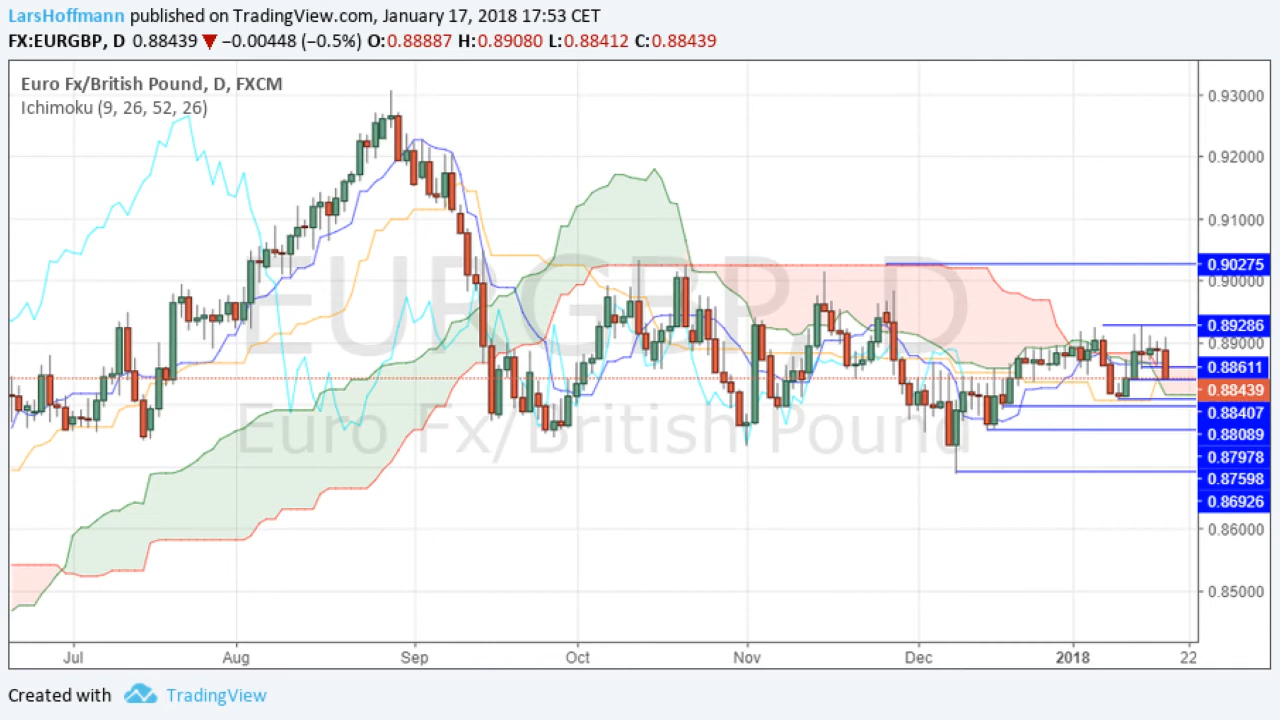 LarsHoffmann published on TradingView.com, January 17, 2018 17:53 CET
FX:EURGBP, D 0.88439 ▼ −0.00448 (−0.5%) O:0.88887 H:0.89080 L:0.88412 C:0.88439
Euro Fx/British Pound, D, FXCM
Ichimoku (9, 26, 52, 26)
EURGBP, D
Euro Fx/British Pound
0.93000
0.92000
0.91000
0.90275
0.90000
0.89286
0.89000
0.88611
0.88439
0.88407
0.88089
0.87978
0.87598
0.86926
0.86000
0.85000
Jul Aug Sep Oct Nov Dec 2018 22
Created with TradingView